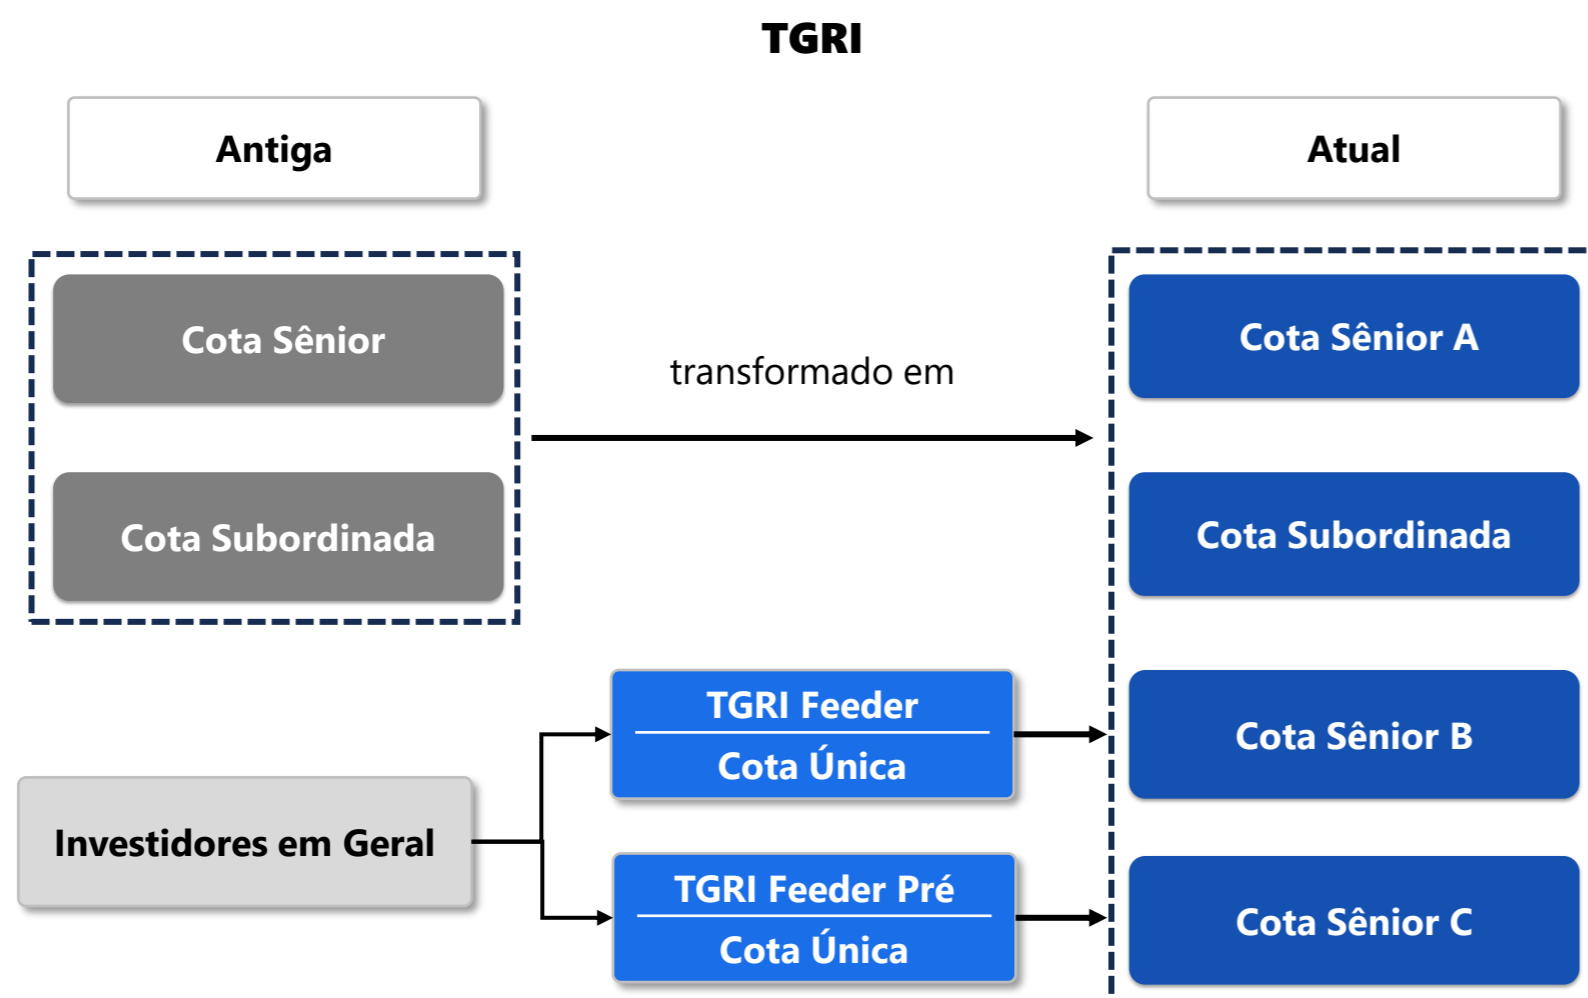 TGRI
Antiga
Atual
Cota Sênior
Cota Sênior A
transformado em
Cota Subordinada
Cota Subordinada
TGRI Feeder
Cota Única
Cota Sênior B
Investidores em Geral
TGRI Feeder Pré
Cota Única
Cota Sênior C